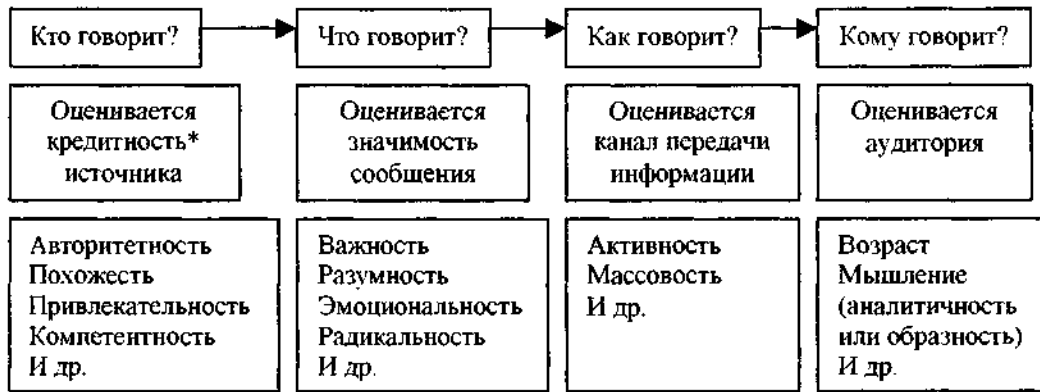 Кто говорит?
Что говорит?
Как говорит?
Кому говорит?
Оценивается
кредитность*
источника
Оценивается
значимость
сообщения
Оценивается
канал передачи
информации
Оценивается
аудитория
Авторитетность
Похожесть
Привлекательность
Компетентность
И др.
Важность
Разумность
Эмоциональность
Радикальность
И др.
Активность
Массовость
И др.
Возраст
Мышление
(аналитичность
или образность)
И др.